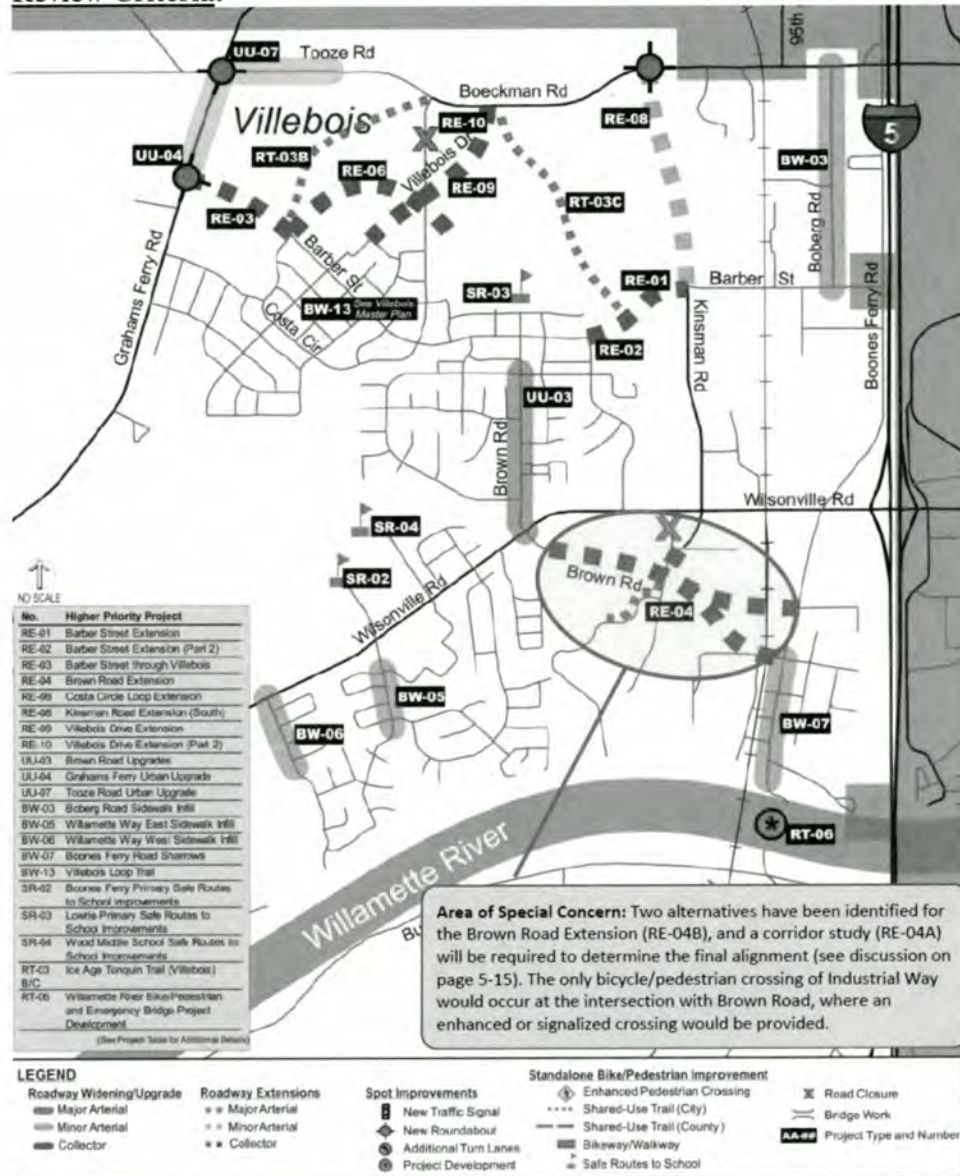 Review Criteria:
UU-07
Tooze Rd
95th
Boeckman Rd
Villebois
RE-10
RE-08
5
UU-04
RT-03B
RE-06
Villebois Dr
RE-09
BW-03
RE-03
RT-03C
Boberg Rd
Barber St
SR-03
RE-01
Barber St
BW-13
See Villebois
Master Plan
Costa Cir
RE-02
Kinsman Rd
Boones Ferry Rd
Grahams Ferry Rd
UU-03
Brown Rd
Wilsonville Rd
SR-04
SR-02
Brown Rd
RE-04
Wilsonville Rd
NO SCALE
BW-05
BW-06
BW-07
RT-06
Willamette River
No. Higher Priority Project
RE-01 Barber Street Extension
RE-02 Barber Street Extension (Part 2)
RE-03 Barber Street through Villebois
RE-04 Brown Road Extension
RE-06 Costa Circle Loop Extension
RE-08 Kinsman Road Extension (South)
RE-09 Villebois Drive Extension
RE-10 Villebois Drive Extension (Part 2)
UU-03 Brown Road Upgrades
UU-04 Grahams Ferry Urban Upgrade
UU-07 Tooze Road Urban Upgrade
BW-03 Boberg Road Sidewalk Infill
BW-05 Willamette Way East Sidewalk Infill
BW-06 Willamette Way West Sidewalk Infill
BW-07 Boones Ferry Road Sharrows
BW-13 Villebois Loop Trail
SR-02 Boones Ferry Primary Safe Routes
to School Improvements
SR-03 Lowrie Primary Safe Routes to
School Improvements
SR-04 Wood Middle School Safe Routes to
School Improvements
RT-03 Ice Age Tonquin Trail (Villebois)
B/C
RT-06 Willamette River Bike/Pedestrian
and Emergency Bridge Project
Development
(See Project Table for Additional Details)
Area of Special Concern: Two alternatives have been identified for
the Brown Road Extension (RE-04B), and a corridor study (RE-04A)
will be required to determine the final alignment (see discussion on
page 5-15). The only bicycle/pedestrian crossing of Industrial Way
would occur at the intersection with Brown Road, where an
enhanced or signalized crossing would be provided.
LEGEND
Roadway Widening/Upgrade
Major Arterial
Minor Arterial
Collector
Roadway Extensions
Major Arterial
Minor Arterial
Collector
Spot Improvements
New Traffic Signal
New Roundabout
Additional Turn Lanes
Project Development
Standalone Bike/Pedestrian Improvement
Enhanced Pedestrian Crossing
Shared-Use Trail (City)
Shared-Use Trail (County)
Bikeway/Walkway
Safe Routes to School
Road Closure
Bridge Work
AA-## Project Type and Number